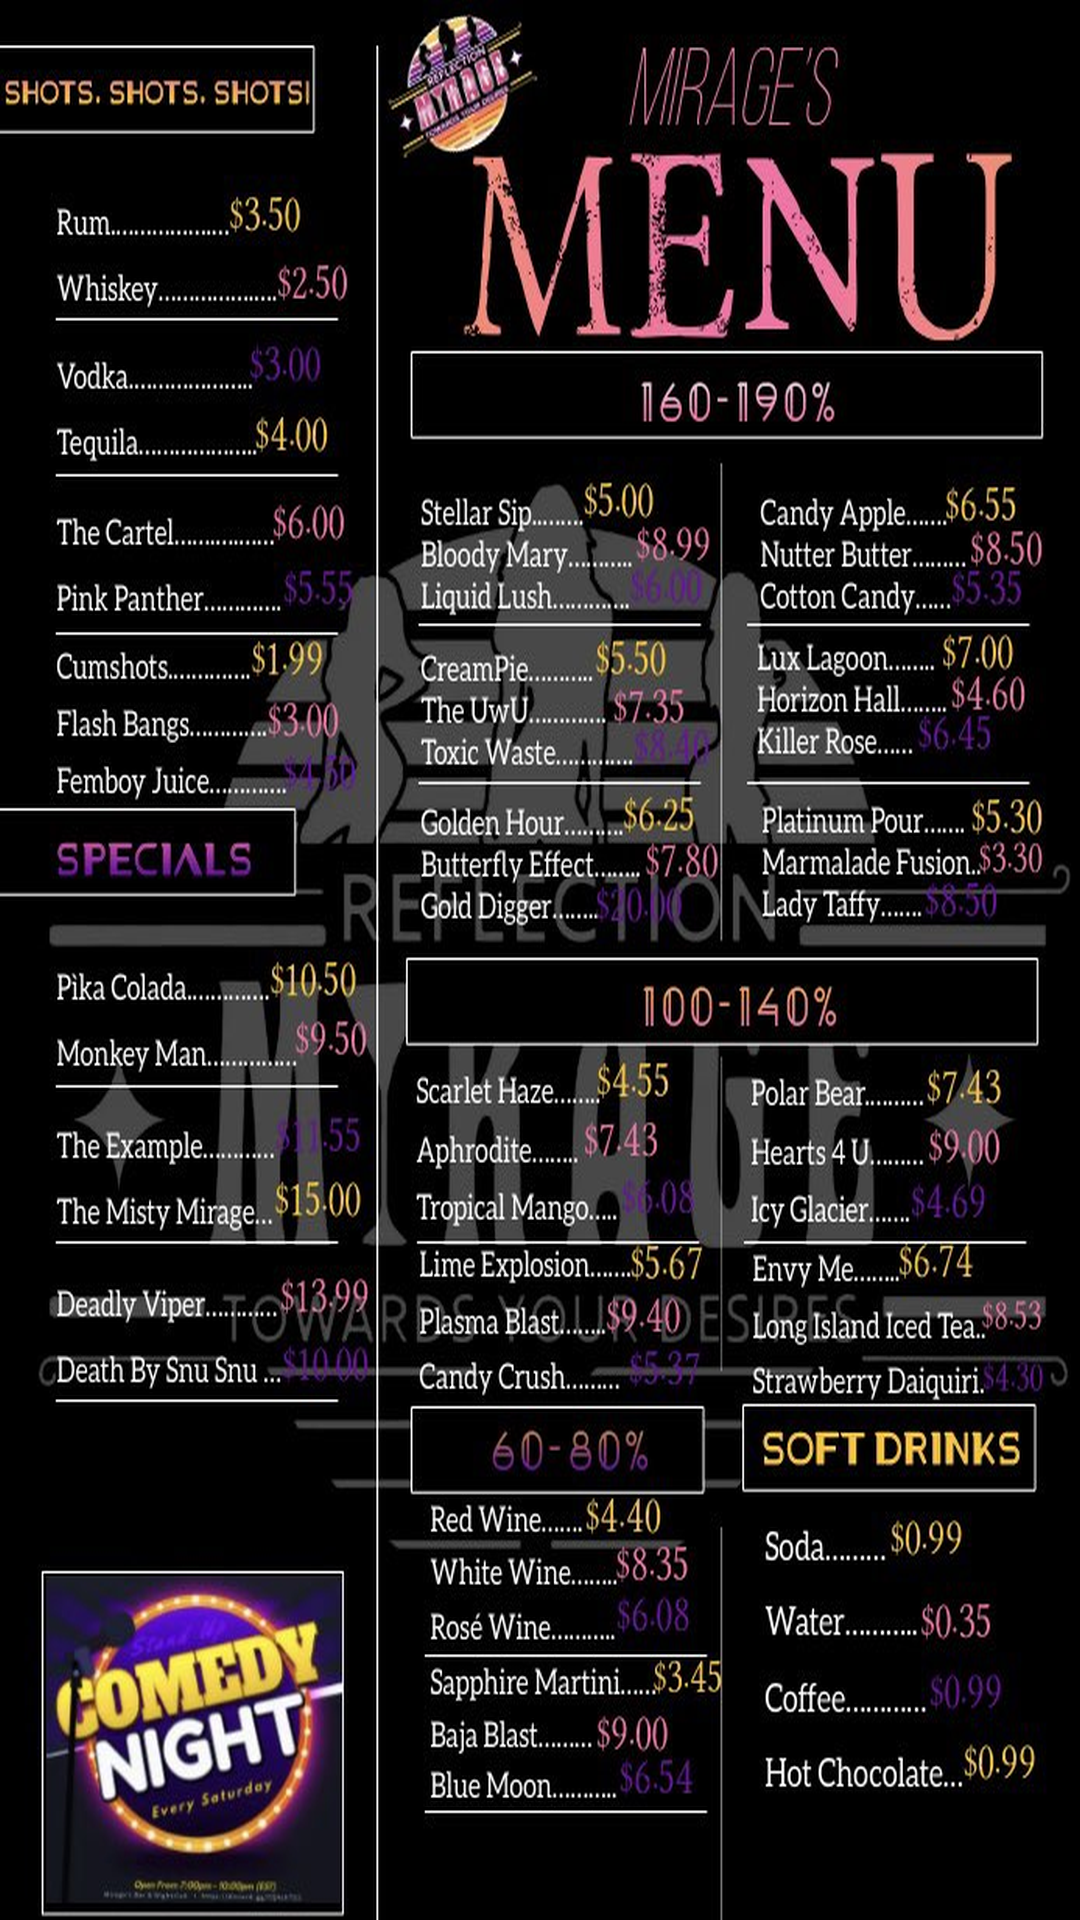 SHOTS. SHOTS. SHOTS!
Rum....................$3.50
Whiskey....................$2.50
Vodka....................$3.00
Tequila....................$4.00
The Cartel.................$6.00
Pink Panther.............$5.55
Cumshots..............$1.99
Flash Bangs.............$3.00
Femboy Juice.............$4.50
SPECIALS
Pìka Colada..............$10.50
Monkey Man...............$9.50
The Example............$11.55
The Misty Mirage...$15.00
Deadly Viper............$13.99
Death By Snu Snu ...$10.00
COMEDY
NIGHT
Every Saturday
Open From 7:00pm - 10:00pm (EST)
REFLECTION
MYRAGE
TOWARDS YOUR DESIRES
MIRAGE'S
MENU
160-190%
Stellar Sip.........$5.00
Bloody Mary...........$8.99
Liquid Lush.............$6.00
CreamPie...........$5.50
The UwU.............$7.35
Toxic Waste.............$8.40
Golden Hour..........$6.25
Butterfly Effect........$7.80
Gold Digger........$20.00
Candy Apple.......$6.55
Nutter Butter.........$8.50
Cotton Candy......$5.35
Lux Lagoon........$7.00
Horizon Hall........$4.60
Killer Rose......$6.45
Platinum Pour.......$5.30
Marmalade Fusion..$3.30
Lady Taffy.......$8.50
REFLECTION
MYRAGE
TOWARDS YOUR DESIRES
100-140%
Scarlet Haze........$4.55
Aphrodite........$7.43
Tropical Mango.....$6.08
Lime Explosion.......$5.67
Plasma Blast........$9.40
Candy Crush.........$5.37
Polar Bear..........$7.43
Hearts 4 U.........$9.00
Icy Glacier.......$4.69
Envy Me........$6.74
Long Island Iced Tea..$8.53
Strawberry Daiquiri.$4.30
60-80%
Red Wine.......$4.40
White Wine........$8.35
Rosé Wine...........$6.08
Sapphire Martini......$3.45
Baja Blast.........$9.00
Blue Moon...........$6.54
SOFT DRINKS
Soda.........$0.99
Water...........$0.35
Coffee............$0.99
Hot Chocolate...$0.99